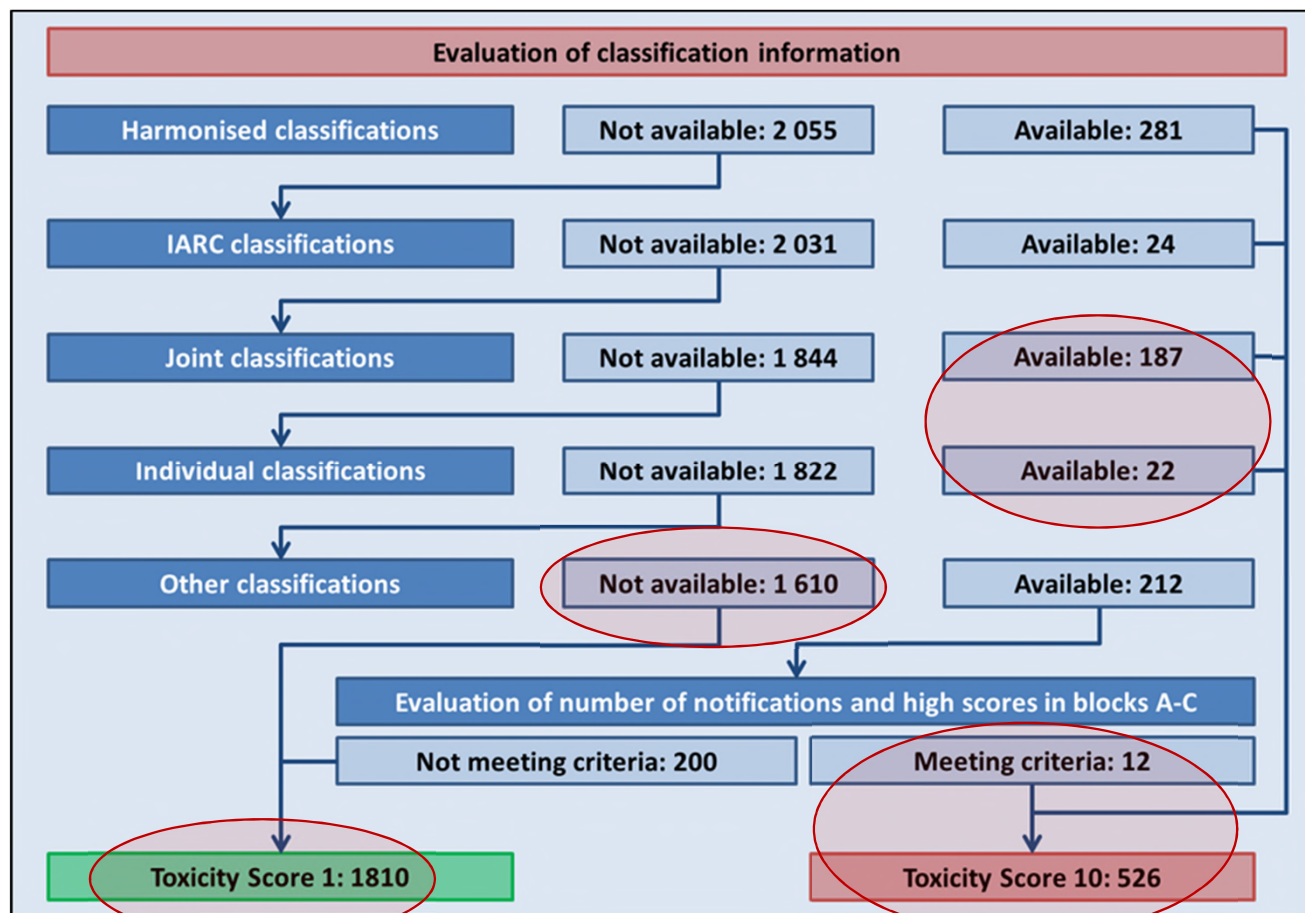 Evaluation of classification information
Harmonised classifications
Not available: 2 055
Available: 281
IARC classifications
Not available: 2 031
Available: 24
Joint classifications
Not available: 1 844
Available: 187
Individual classifications
Not available: 1 822
Available: 22
Other classifications
Not available: 1 610
Available: 212
Evaluation of number of notifications and high scores in blocks A-C
Not meeting criteria: 200
Meeting criteria: 12
Toxicity Score 1: 1810
Toxicity Score 10: 526